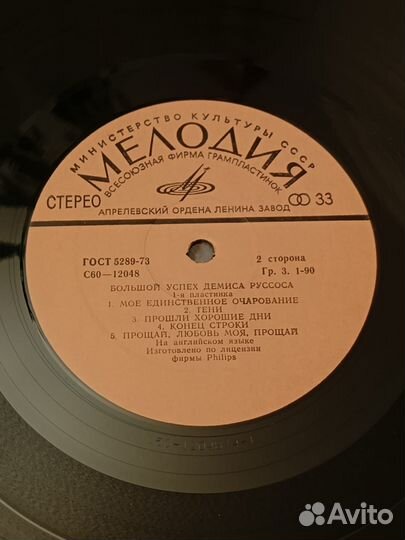 МИНИСТЕРСТВО КУЛЬТУРЫ СССР
МЕЛОДИЯ
ВСЕСОЮЗНАЯ ФИРМА ГРАМПЛАСТИНОК
СТЕРЕО
33
АПРЕЛЕВСКИЙ ОРДЕНА ЛЕНИНА ЗАВОД
ГОСТ 5289-73
2 сторона
С60—12048
Гр. 3. 1-90
БОЛЬШОЙ УСПЕХ ДЕМИСА РУССОСА
1-я пластинка
1. МОЕ ЕДИНСТВЕННОЕ ОЧАРОВАНИЕ
2. ТЕНИ
3. ПРОШЛИ ХОРОШИЕ ДНИ
4. КОНЕЦ СТРОКИ
5. ПРОЩАЙ, ЛЮБОВЬ МОЯ, ПРОЩАЙ
На английском языке
Изготовлено по лицензии
фирмы Philips
Avito